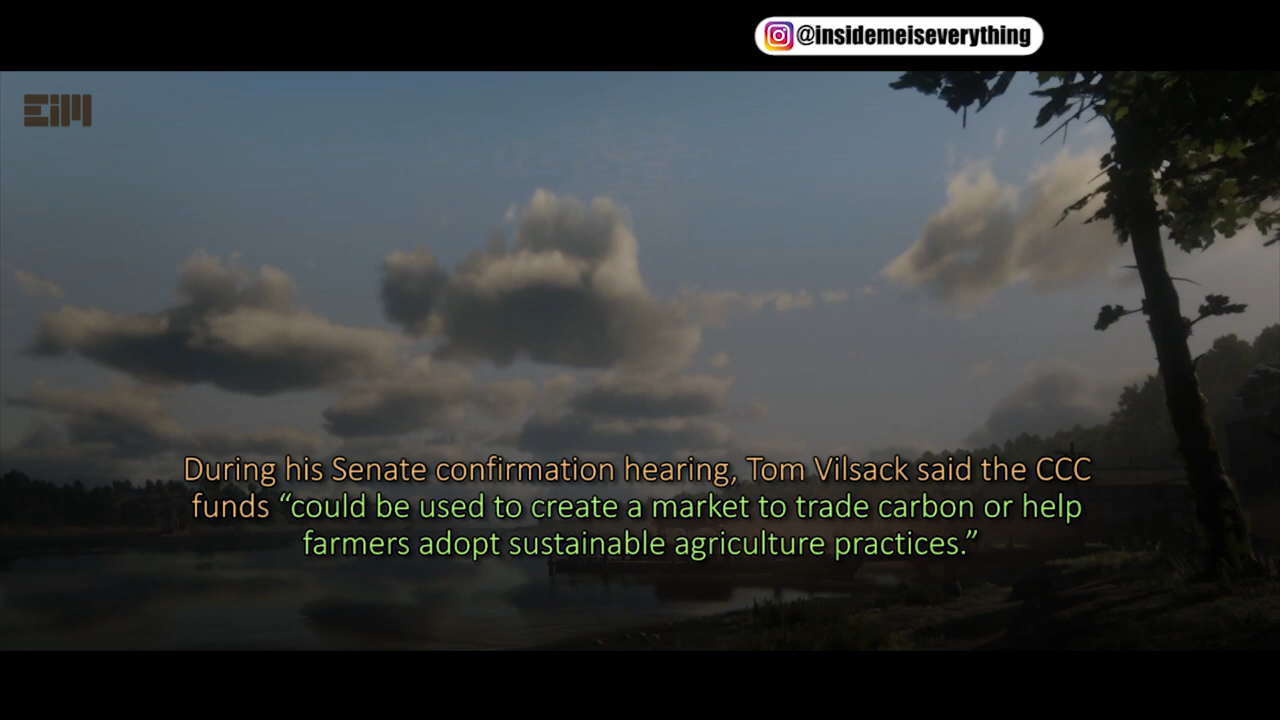 @insidemeiseverything
EiM
During his Senate confirmation hearing, Tom Vilsack said the CCC
funds “could be used to create a market to trade carbon or help
farmers adopt sustainable agriculture practices.”